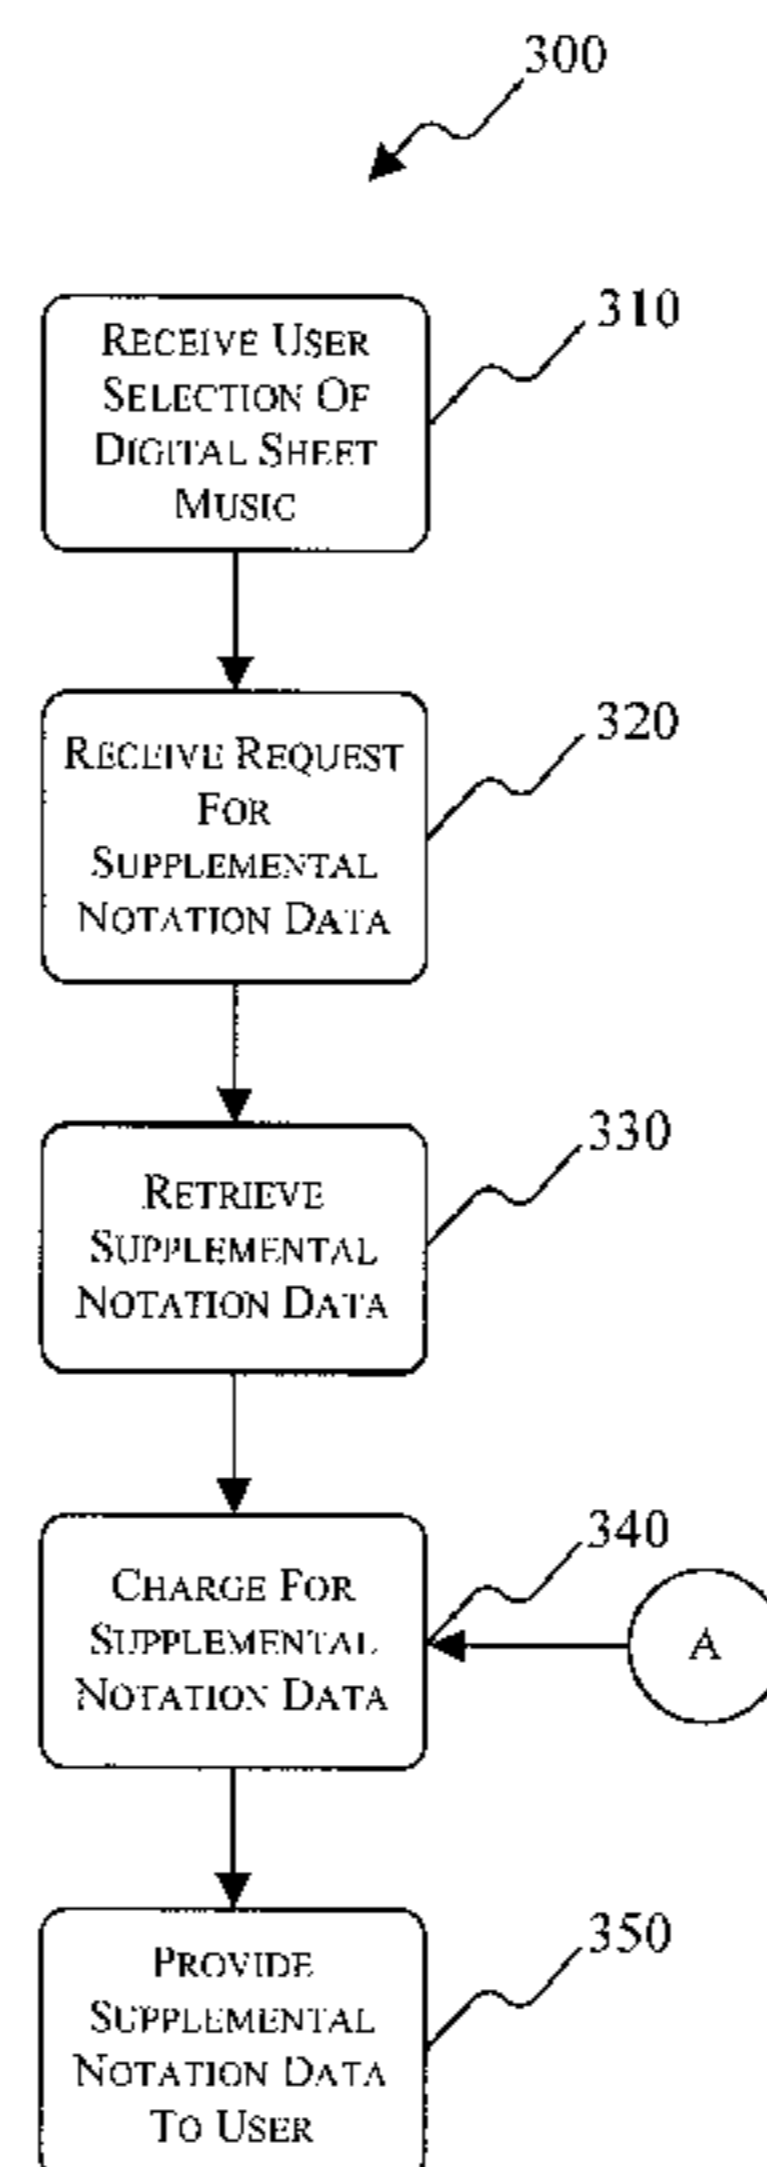 300
310
RECEIVE USER
SELECTION OF
DIGITAL SHEET
MUSIC
320
RECEIVE REQUEST
FOR
SUPPLEMENTAL
NOTATION DATA
330
RETRIEVE
SUPPLEMENTAL
NOTATION DATA
340
CHARGE FOR
SUPPLEMENTAL
NOTATION DATA
A
350
PROVIDE
SUPPLEMENTAL
NOTATION DATA
TO USER